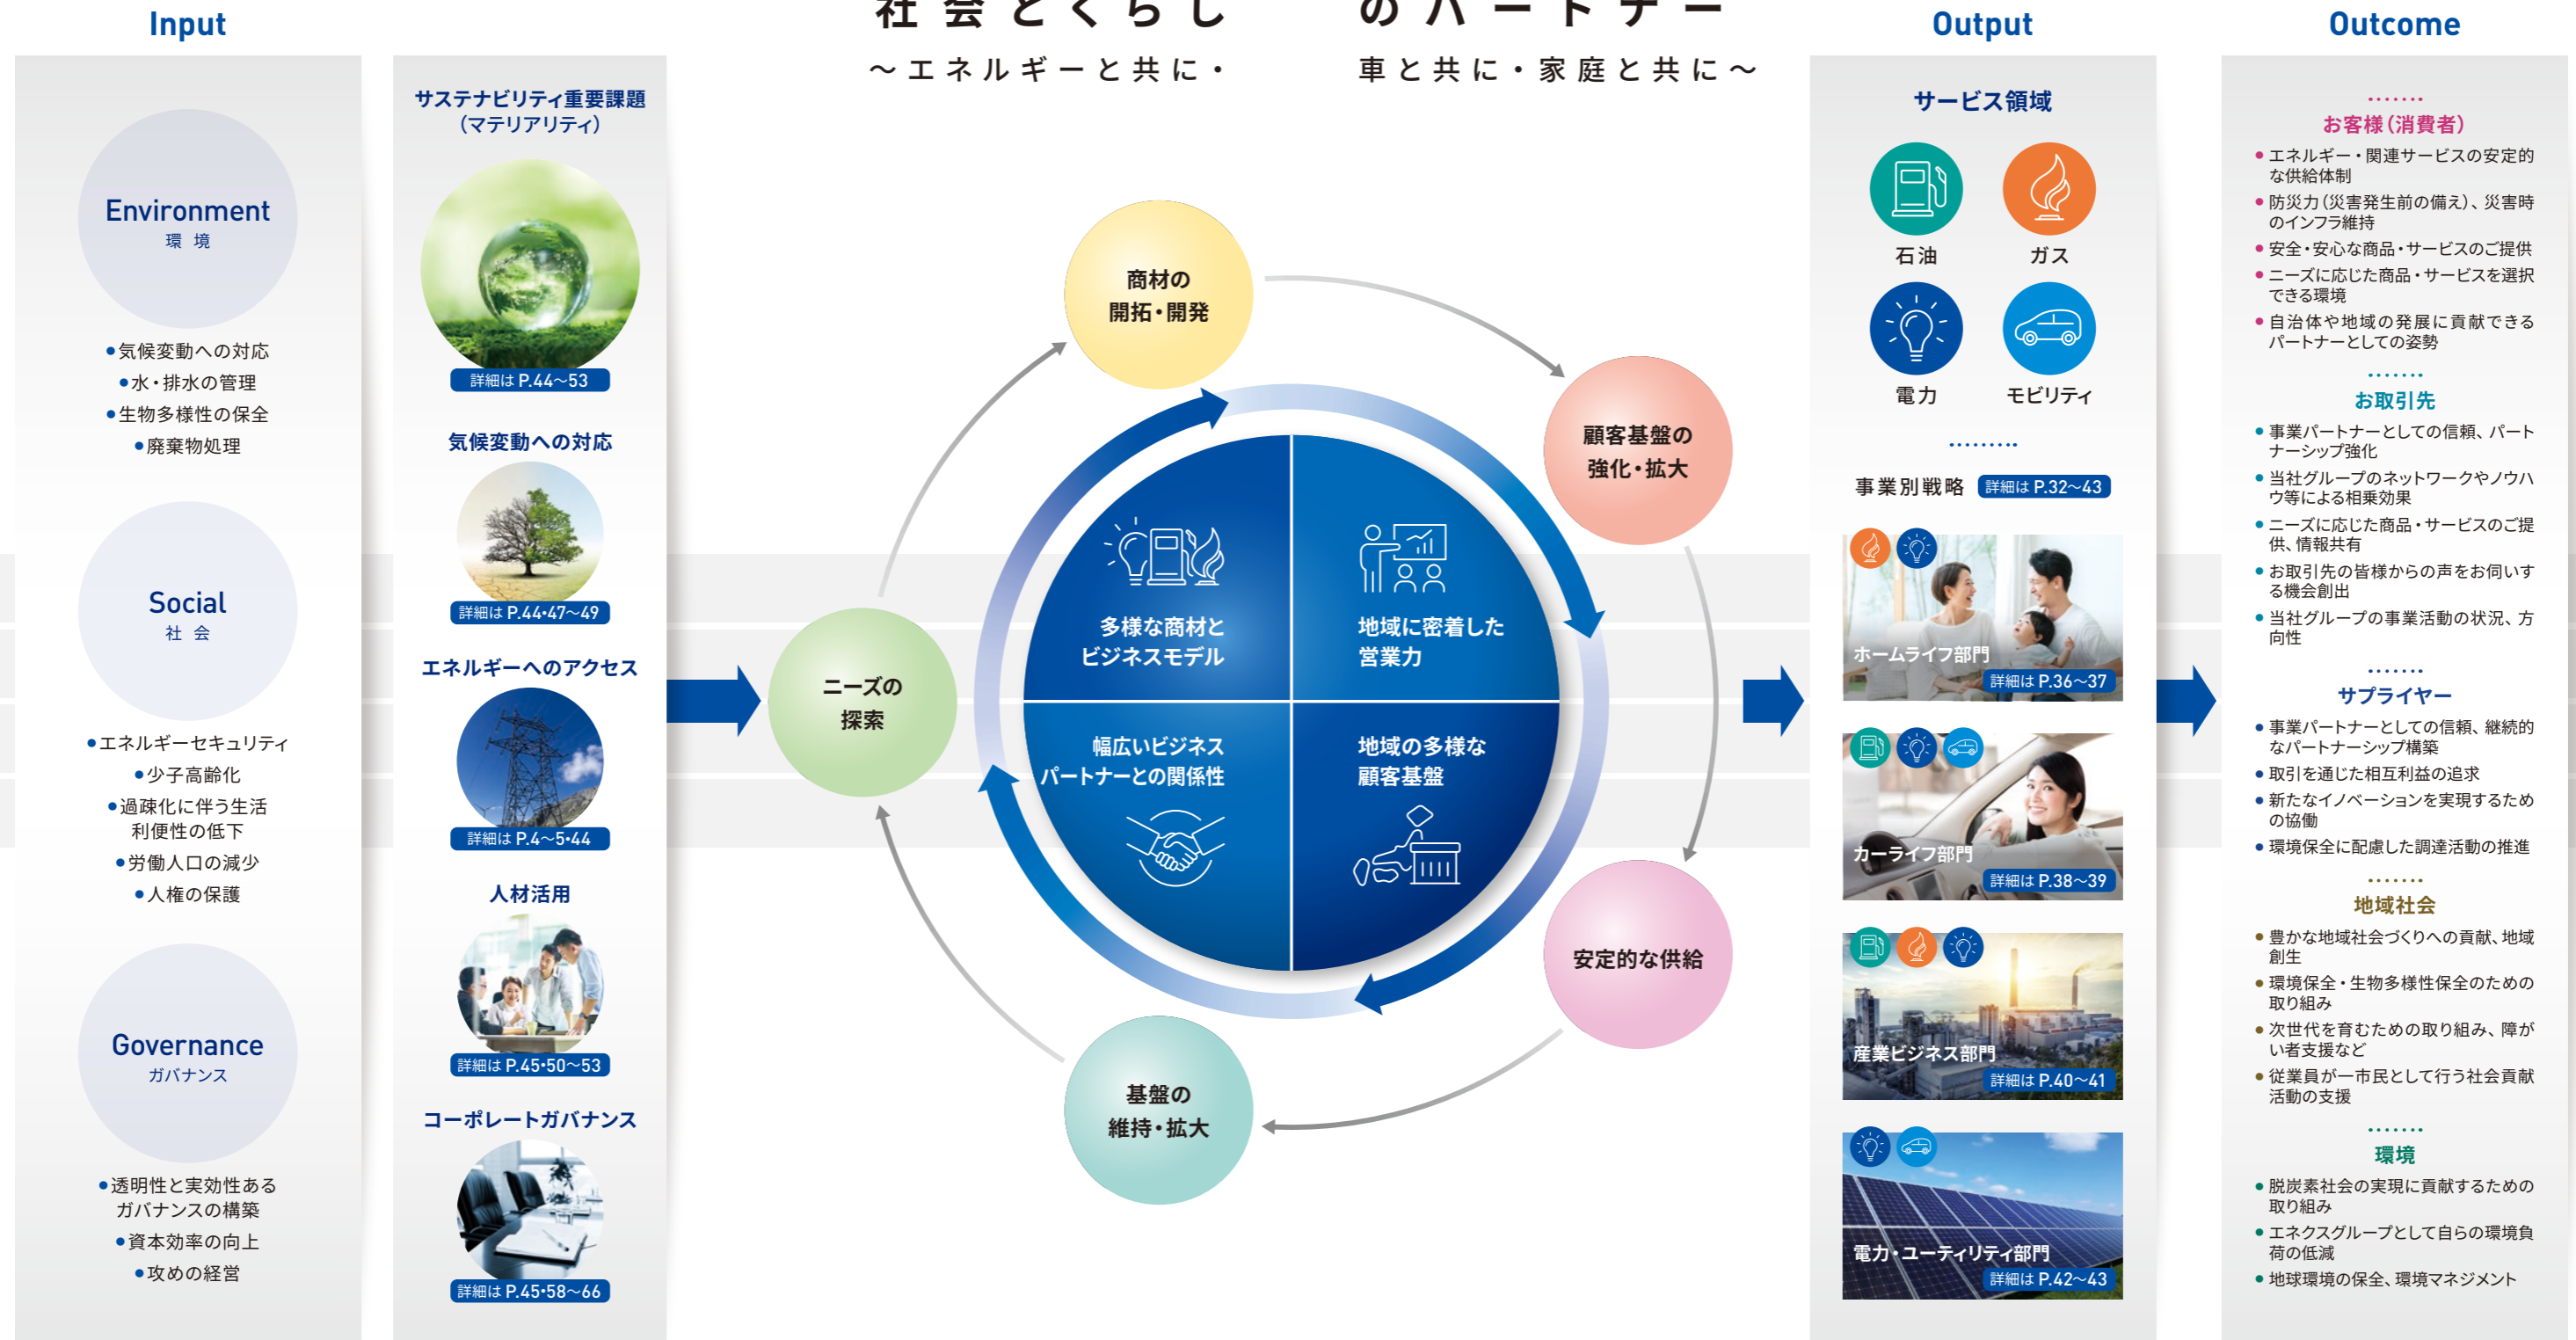 Input
社会とくらし
のパートナー
～エネルギーと共に・
車と共に・家庭と共に～
Output
Outcome
Environment
環 境
●気候変動への対応
●水・排水の管理
●生物多様性の保全
●廃棄物処理
Social
社 会
●エネルギーセキュリティ
●少子高齢化
●過疎化に伴う生活
利便性の低下
●労働人口の減少
●人権の保護
Governance
ガバナンス
●透明性と実効性ある
ガバナンスの構築
●資本効率の向上
●攻めの経営
サステナビリティ重要課題
（マテリアリティ）
詳細は P.44～53
気候変動への対応
詳細は P.44・47～49
エネルギーへのアクセス
詳細は P.4～5・44
人材活用
詳細は P.45・50～53
コーポレートガバナンス
詳細は P.45・58～66
商材の
開拓・開発
顧客基盤の
強化・拡大
安定的な供給
基盤の
維持・拡大
ニーズの
探索
多様な商材と
ビジネスモデル
地域に密着した
営業力
幅広いビジネス
パートナーとの関係性
地域の多様な
顧客基盤
サービス領域
石油
ガス
電力
モビリティ
事業別戦略 詳細は P.32～43
ホームライフ部門
詳細は P.36～37
カーライフ部門
詳細は P.38～39
産業ビジネス部門
詳細は P.40～41
電力・ユーティリティ部門
詳細は P.42～43
お客様（消費者）
● エネルギー・関連サービスの安定的
な供給体制
● 防災力（災害発生前の備え）、災害時
のインフラ維持
● 安全・安心な商品・サービスのご提供
● ニーズに応じた商品・サービスを選択
できる環境
● 自治体や地域の発展に貢献できる
パートナーとしての姿勢
お取引先
● 事業パートナーとしての信頼、パート
ナーシップ強化
● 当社グループのネットワークやノウハ
ウ等による相乗効果
● ニーズに応じた商品・サービスのご提
供、情報共有
● お取引先の皆様からの声をお伺いす
る機会創出
● 当社グループの事業活動の状況、方
向性
サプライヤー
● 事業パートナーとしての信頼、継続的
なパートナーシップ構築
● 取引を通じた相互利益の追求
● 新たなイノベーションを実現するため
の協働
● 環境保全に配慮した調達活動の推進
地域社会
● 豊かな地域社会づくりへの貢献、地域
創生
● 環境保全・生物多様性保全のための
取り組み
● 次世代を育むための取り組み、障が
い者支援など
● 従業員が一市民として行う社会貢献
活動の支援
環境
● 脱炭素社会の実現に貢献するための
取り組み
● エネクスグループとして自らの環境負
荷の低減
● 地球環境の保全、環境マネジメント